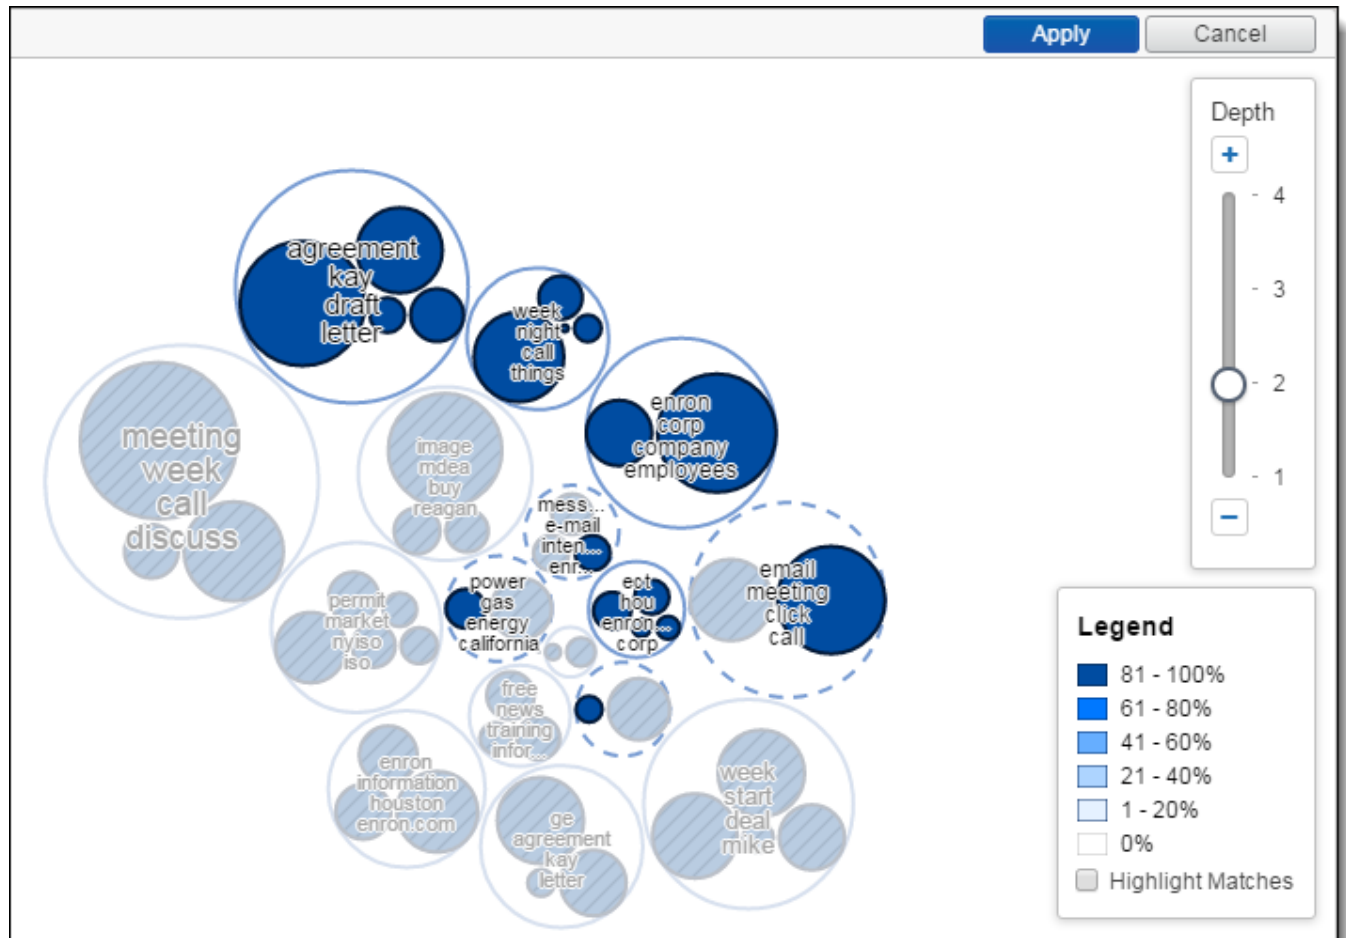 Apply
Cancel
Depth
+
4
3
2
1
−
agreement
kay
draft
letter
week
night
call
things
enron
corp
company
employees
meeting
week
call
discuss
image
mdea
buy
reagan
mess...
e-mail
inten...
enr...
email
meeting
click
call
power
gas
energy
california
ect
hou
enron...
corp
permit
market
nyiso
iso
free
news
training
infor...
enron
information
houston
enron.com
ge
agreement
kay
letter
week
start
deal
mike
Legend
81 - 100%
61 - 80%
41 - 60%
21 - 40%
1 - 20%
0%
Highlight Matches